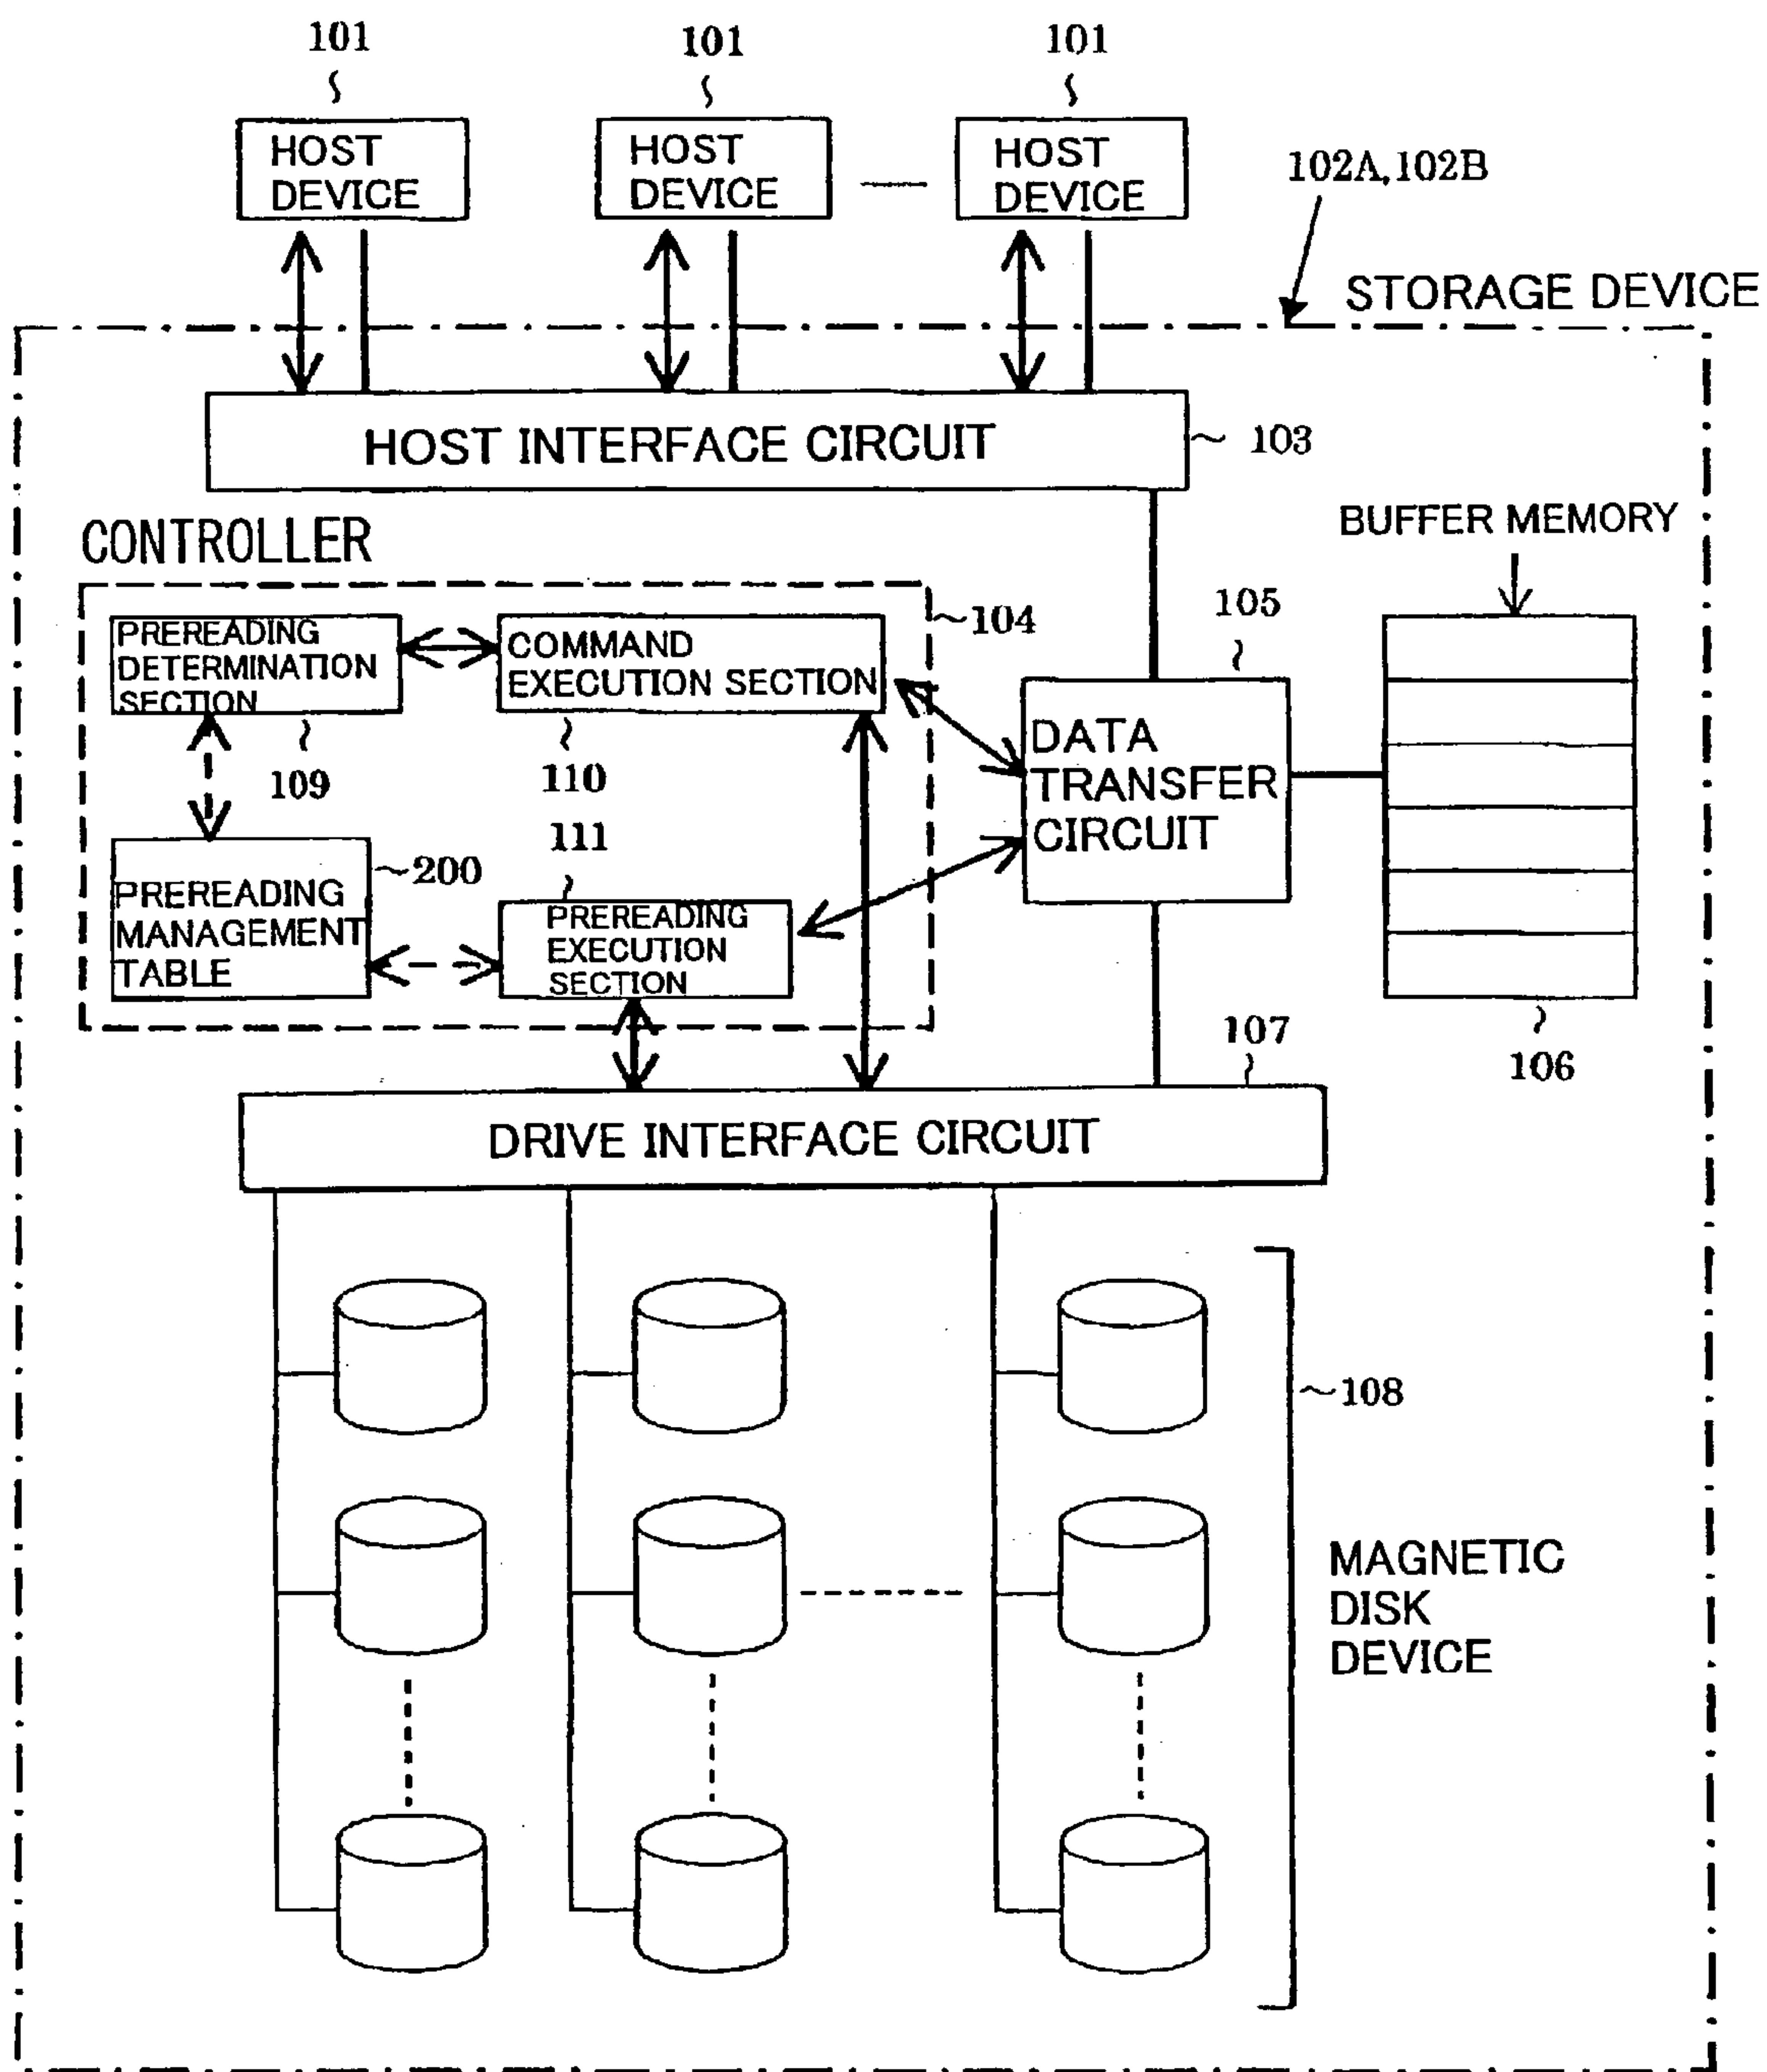 101
101
101
HOST
DEVICE
HOST
DEVICE
HOST
DEVICE
102A,102B
STORAGE DEVICE
HOST INTERFACE CIRCUIT
103
CONTROLLER
BUFFER MEMORY
104
105
PREREADING
DETERMINATION
SECTION
COMMAND
EXECUTION SECTION
DATA
TRANSFER
CIRCUIT
109
110
111
200
PREREADING
MANAGEMENT
TABLE
PREREADING
EXECUTION
SECTION
107
106
DRIVE INTERFACE CIRCUIT
108
MAGNETIC
DISK
DEVICE